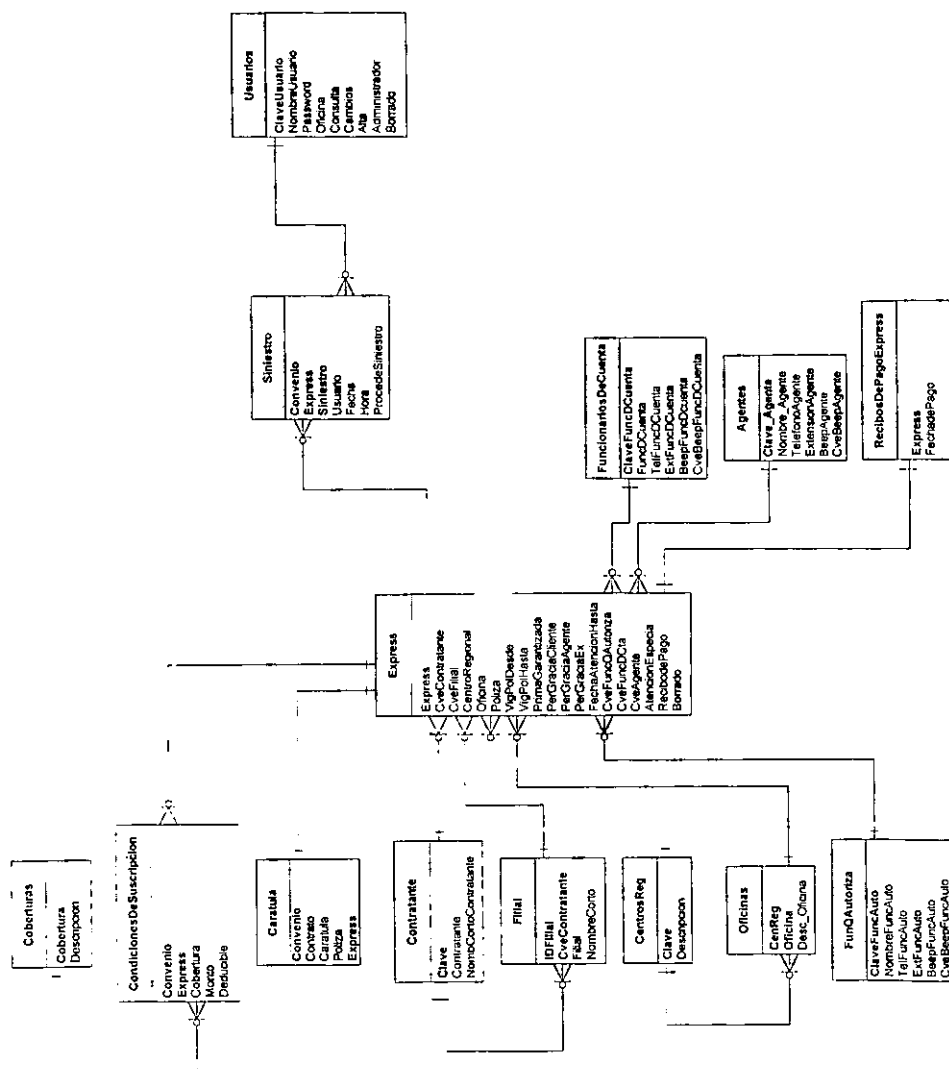 Usuarios
ClaveUsuario
NombreUsuario
Password
Oficina
Consulta
Cambios
Alta
Administrador
Borrado
Siniestro
Convenio
Express
Siniestro
Usuario
Fecha
Hora
ProcedeSiniestro
FuncionariosDeCuenta
ClaveFuncDCuenta
FuncDCuenta
TelFuncDCuenta
ExtFuncDCuenta
BeepFuncDcuenta
CveBeepFuncDCuenta
Agentes
Clave_Agente
Nombre_Agente
TelefonoAgente
ExtensionAgente
BeepAgente
CveBeepAgente
RecibosDePagoExpress
Express
FechadePago
Express
Express
CveContratante
CveFilial
CentroRegional
Oficina
Poliza
VigPolDesde
VigPolHasta
PrimaGarantizada
PerGraciaCliente
PerGraciaAgente
PerGraciaEx
FechaAtencionHasta
CveFuncQAutoriza
CveFuncDCta
CveAgente
AtencionEspecia
RecibodePago
Borrado
Coberturas
Cobertura
Descripcion
CondicionesDeSuscripcion
Convenio
Express
Cobertura
Monto
Deducible
Caratula
Convenio
Contrato
Caratula
Poliza
Express
Contratante
Clave
Contratante
NombCortoContratante
Filial
IDFilial
CveContratante
Filial
NombreCorto
CentrosReg
Clave
Descripcion
Oficinas
CenReg
Oficina
Desc_Oficina
FunQAutoriza
ClaveFuncAuto
NombreFuncAuto
TelFuncAuto
ExtFuncAuto
BeepFuncAuto
CveBeepFuncAuto